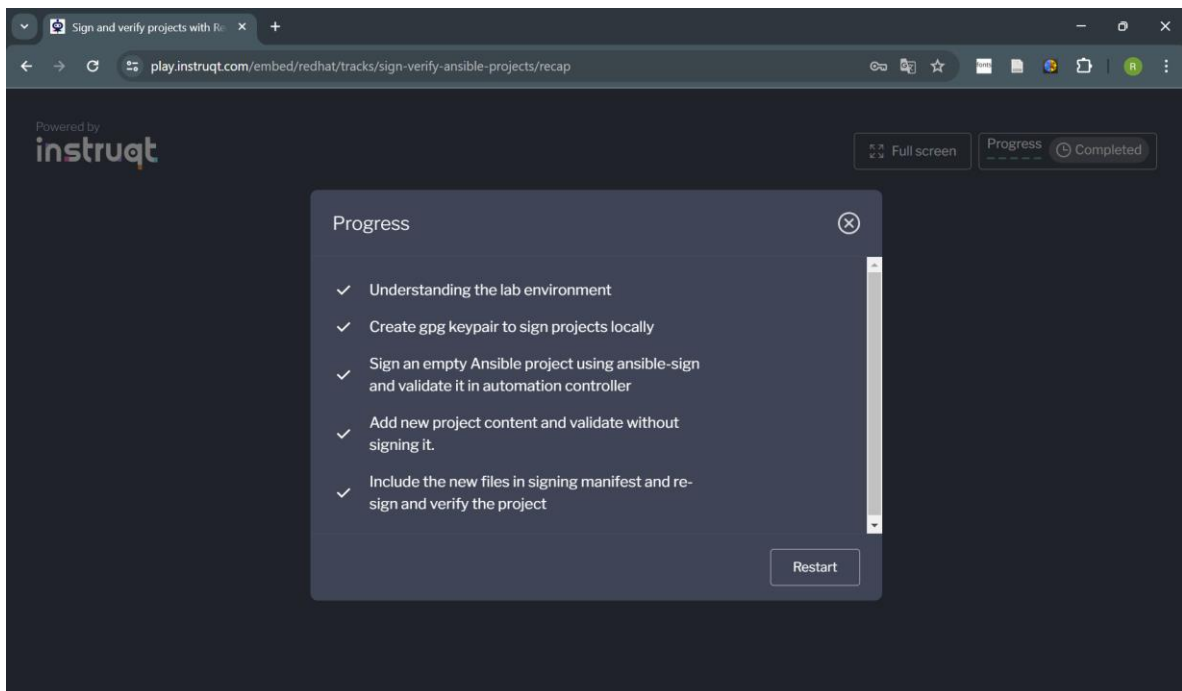 Sign and verify projects with Re
play.instruqt.com/embed/redhat/tracks/sign-verify-ansible-projects/recap
fonts
R
Powered by
instruqt
Full screen
Progress
Completed
Progress
Understanding the lab environment
Create gpg keypair to sign projects locally
Sign an empty Ansible project using ansible-sign
and validate it in automation controller
Add new project content and validate without
signing it.
Include the new files in signing manifest and re-
sign and verify the project
Restart